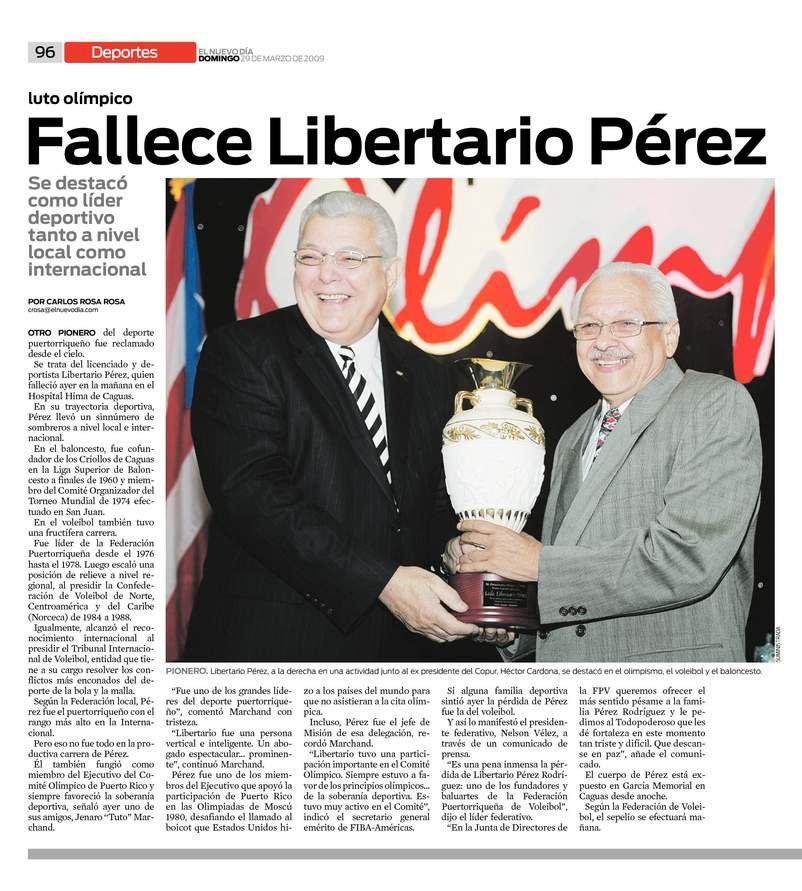 96
Deportes
EL NUEVO DÍA
DOMINGO 29 DE MARZO DE 2009
luto olímpico
Fallece Libertario Pérez
Se destacó
como líder
deportivo
tanto a nivel
local como
internacional
POR CARLOS ROSA ROSA
crosa@elnuevodia.com
OTRO PIONERO del deporte
puertorriqueño fue reclamado
desde el cielo.
Se trata del licenciado y de-
portista Libertario Pérez, quien
falleció ayer en la mañana en el
Hospital Hima de Caguas.
En su trayectoria deportiva,
Pérez llevó un sinnúmero de
sombreros a nivel local e inter-
nacional.
En el baloncesto, fue cofun-
dador de los Criollos de Caguas
en la Liga Superior de Balon-
cesto a finales de 1960 y miem-
bro del Comité Organizador del
Torneo Mundial de 1974 efec-
tuado en San Juan.
En el voleibol también tuvo
una fructífera carrera.
Fue líder de la Federación
Puertorriqueña desde el 1976
hasta el 1978. Luego escaló una
posición de relieve a nivel re-
gional, al presidir la Confede-
ración de Voleibol de Norte,
Centroamérica y del Caribe
(Norceca) de 1984 a 1988.
Igualmente, alcanzó el reco-
nocimiento internacional al
presidir el Tribunal Internacio-
nal de Voleibol, entidad que tie-
ne a su cargo resolver los con-
flictos más enconados del de-
porte de la bola y la malla.
Según la Federación local, Pé-
rez fue el puertorriqueño con el
rango más alto en la Interna-
cional.
Pero eso no fue todo en la pro-
ductiva carrera de Pérez.
Él también fungió como
miembro del Ejecutivo del Co-
mité Olímpico de Puerto Rico y
siempre favoreció la soberanía
deportiva, señaló ayer uno de
sus amigos, Jenaro “Tuto” Mar-
chand.
Olímp
SUMINISTRADA
PIONERO. Libertario Pérez, a la derecha en una actividad junto al ex presidente del Copur, Héctor Cardona, se destacó en el olimpismo, el voleibol y el baloncesto.
“Fue uno de los grandes líde-
res del deporte puertorrique-
ño”, comentó Marchand con
tristeza.
“Libertario fue una persona
vertical e inteligente. Un abo-
gado espectacular... prominen-
te”, continuó Marchand.
Pérez fue uno de los miem-
bros del Ejecutivo que apoyó la
participación de Puerto Rico
en las Olimpiadas de Moscú
1980, desafiando el llamado al
boicot que Estados Unidos hi-
zo a los países del mundo para
que no asistieran a la cita olím-
pica.
Incluso, Pérez fue el jefe de
Misión de esa delegación, re-
cordó Marchand.
“Libertario tuvo una partici-
pación importante en el Comité
Olímpico. Siempre estuvo a fa-
vor de los principios olímpicos...
de la soberanía deportiva. Es-
tuvo muy activo en el Comité”,
indicó el secretario general
emérito de FIBA-Américas.
Si alguna familia deportiva
sintió ayer la pérdida de Pérez
fue la del voleibol.
Y así lo manifestó el presiden-
te federativo, Nelson Vélez, a
través de un comunicado de
prensa.
“Es una pena inmensa la pér-
dida de Libertario Pérez Rodrí-
guez: uno de los fundadores y
baluartes de la Federación
Puertorriqueña de Voleibol”,
dijo el líder federativo.
“En la Junta de Directores de
la FPV queremos ofrecer el
más sentido pésame a la fami-
lia Pérez Rodríguez y le pe-
dimos al Todopoderoso que les
dé fortaleza en este momento
tan triste y difícil. Que descan-
se en paz”, añade el comuni-
cado.
El cuerpo de Pérez está ex-
puesto en García Memorial en
Caguas desde anoche.
Según la Federación de Volei-
bol, el sepelio se efectuará ma-
ñana.